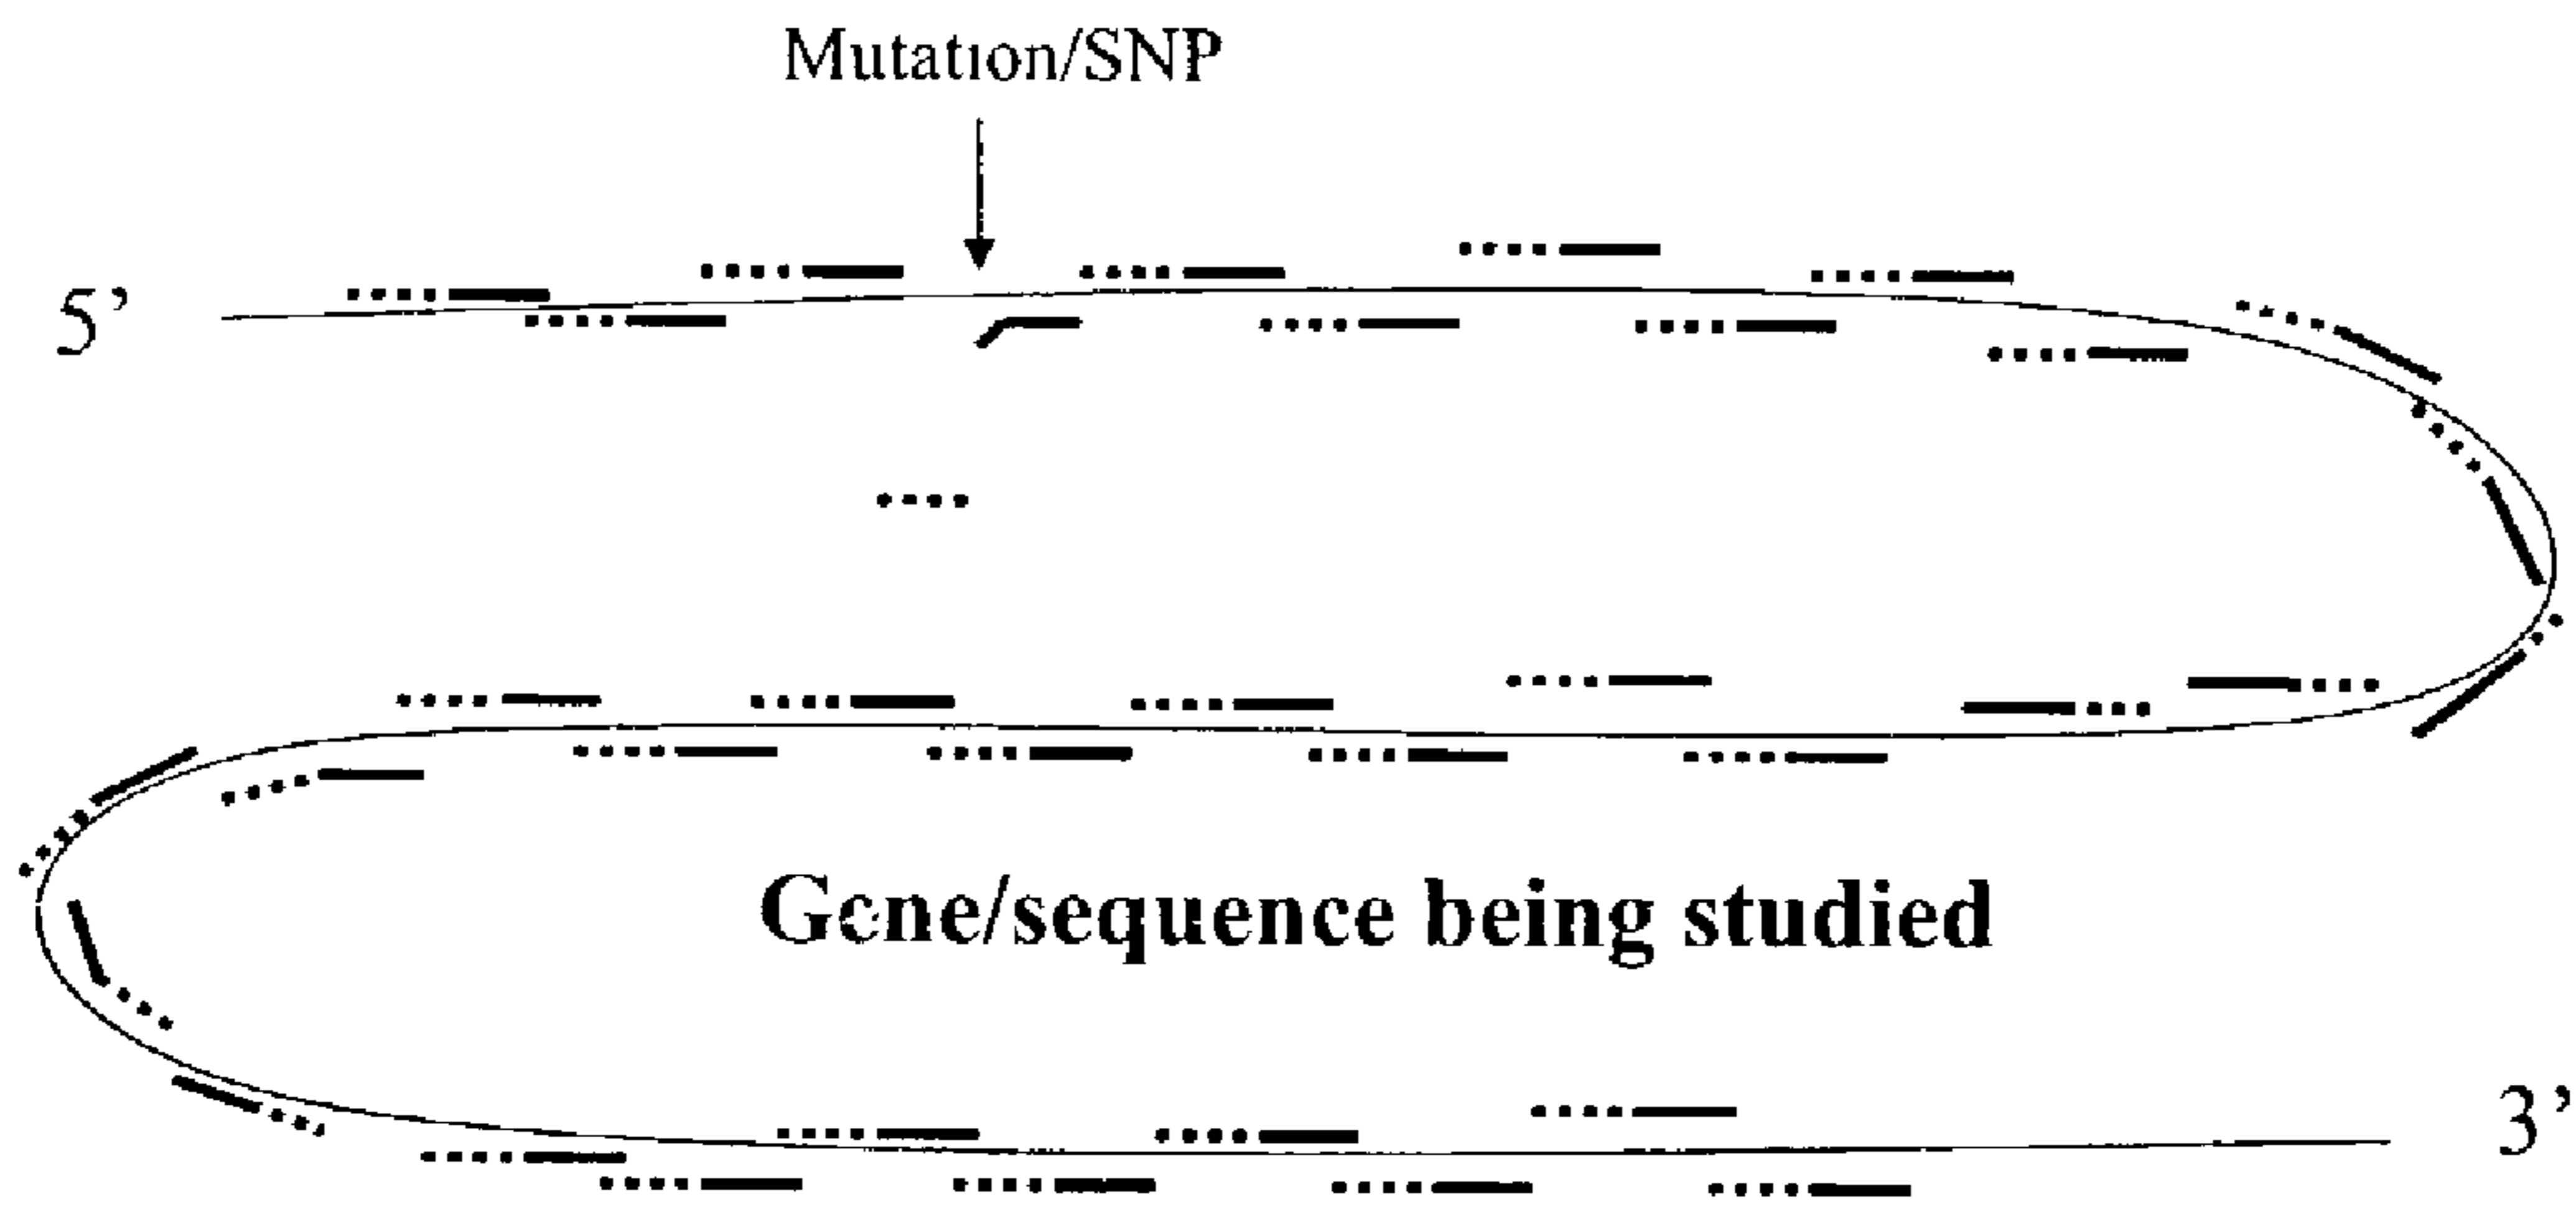 Mutation/SNP
5’
Gene/sequence being studied
3’